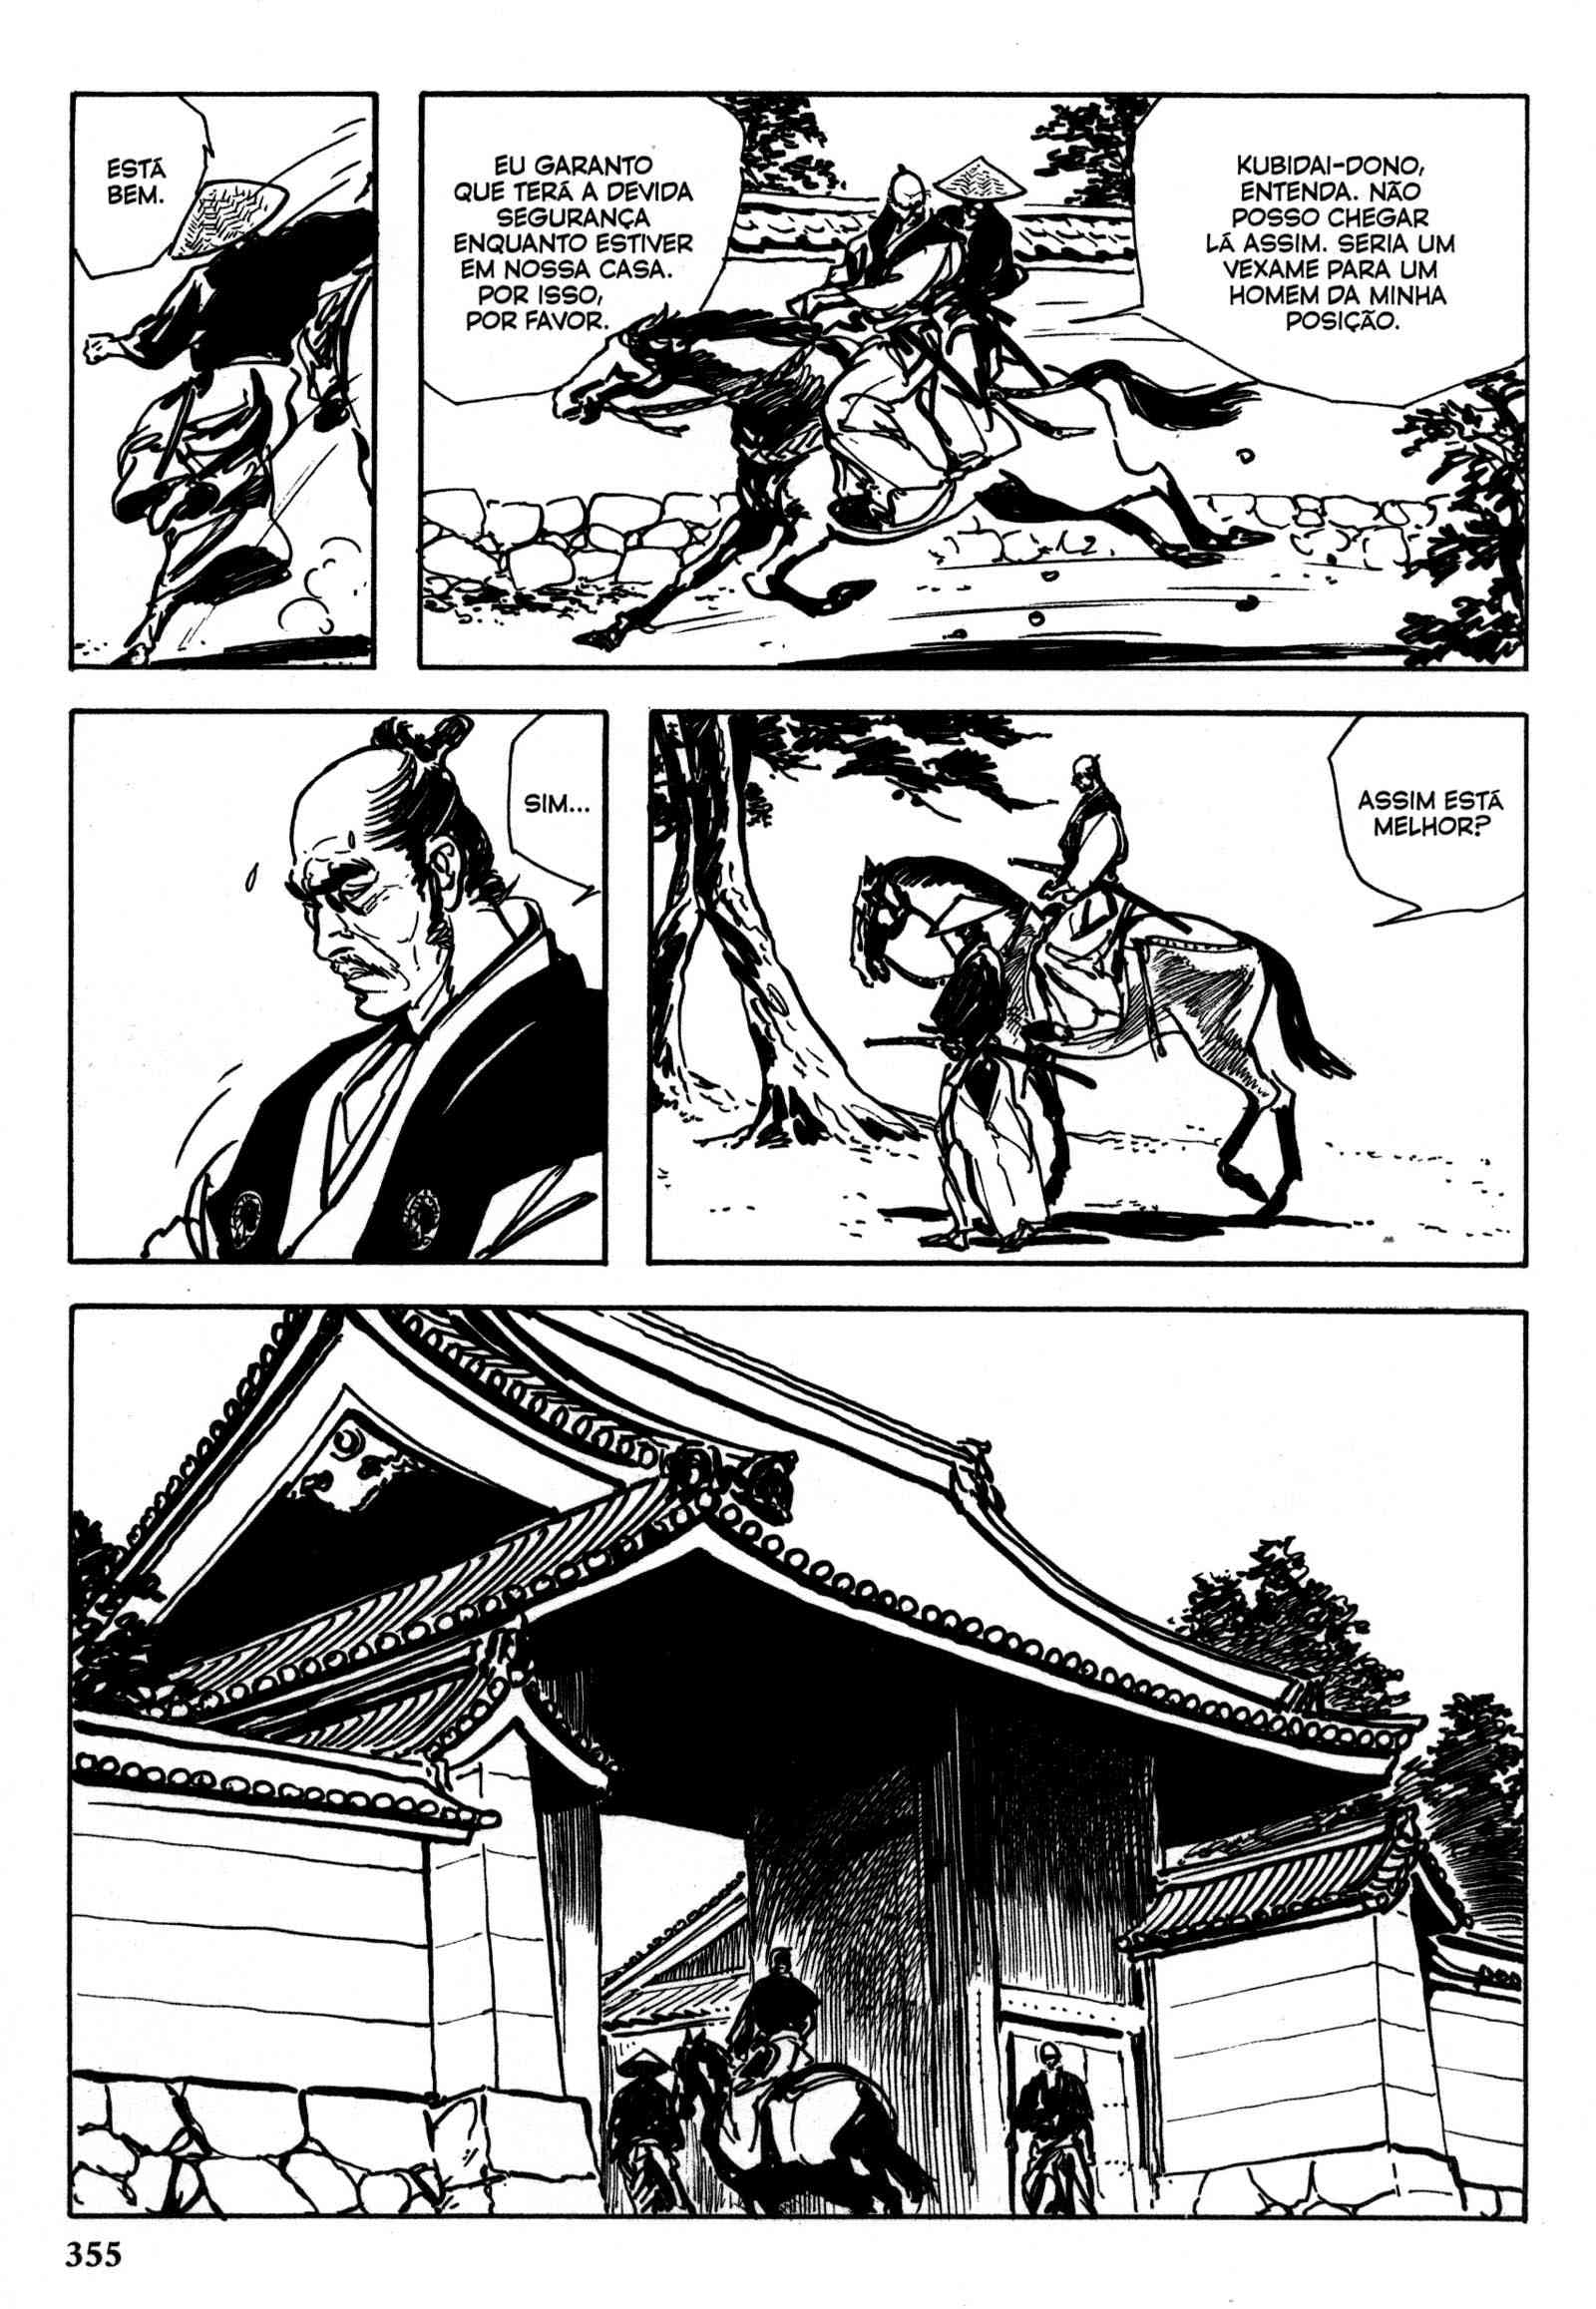 KUBIDAI-DONO,
ENTENDA. NÃO
POSSO CHEGAR
LÁ ASSIM. SERIA UM
VEXAME PARA UM
HOMEM DA MINHA
POSIÇÃO.
EU GARANTO
QUE TERÁ A DEVIDA
SEGURANÇA
ENQUANTO ESTIVER
EM NOSSA CASA.
POR ISSO,
POR FAVOR.
ESTÁ
BEM.
ASSIM ESTÁ
MELHOR?
SIM...
355